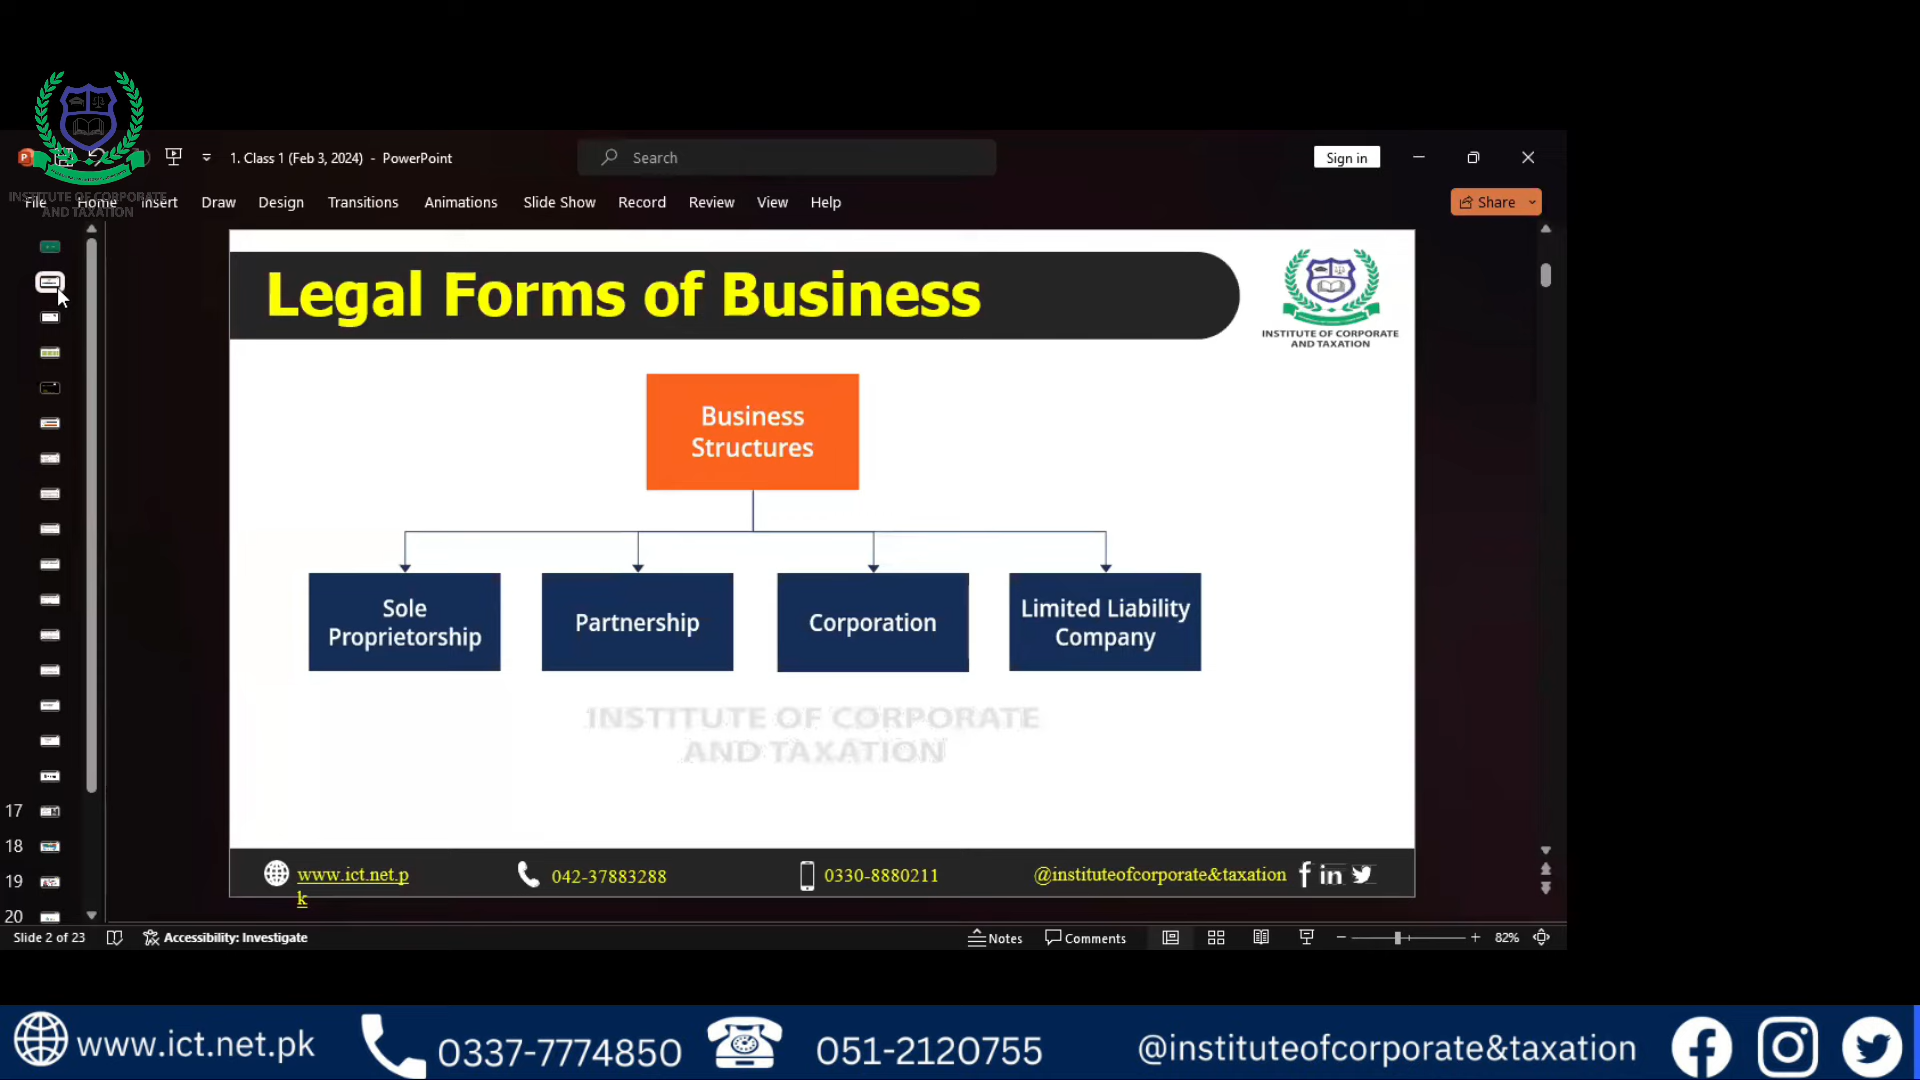 1. Class 1 (Feb 3, 2024) - PowerPoint
Search
Sign in
INSTITUTE OF CORPORATE
AND TAXATION
File Home Insert Draw Design Transitions Animations Slide Show Record Review View Help
Share
Legal Forms of Business
INSTITUTE OF CORPORATE
AND TAXATION
Business
Structures
Sole
Proprietorship
Partnership
Corporation
Limited Liability
Company
INSTITUTE OF CORPORATE
AND TAXATION
17
18
19
20
www.ict.net.p
k
042-37883288
0330-8880211
@instituteofcorporate&taxation
Slide 2 of 23
Accessibility: Investigate
Notes
Comments
82%
www.ict.net.pk
0337-7774850
051-2120755
@instituteofcorporate&taxation